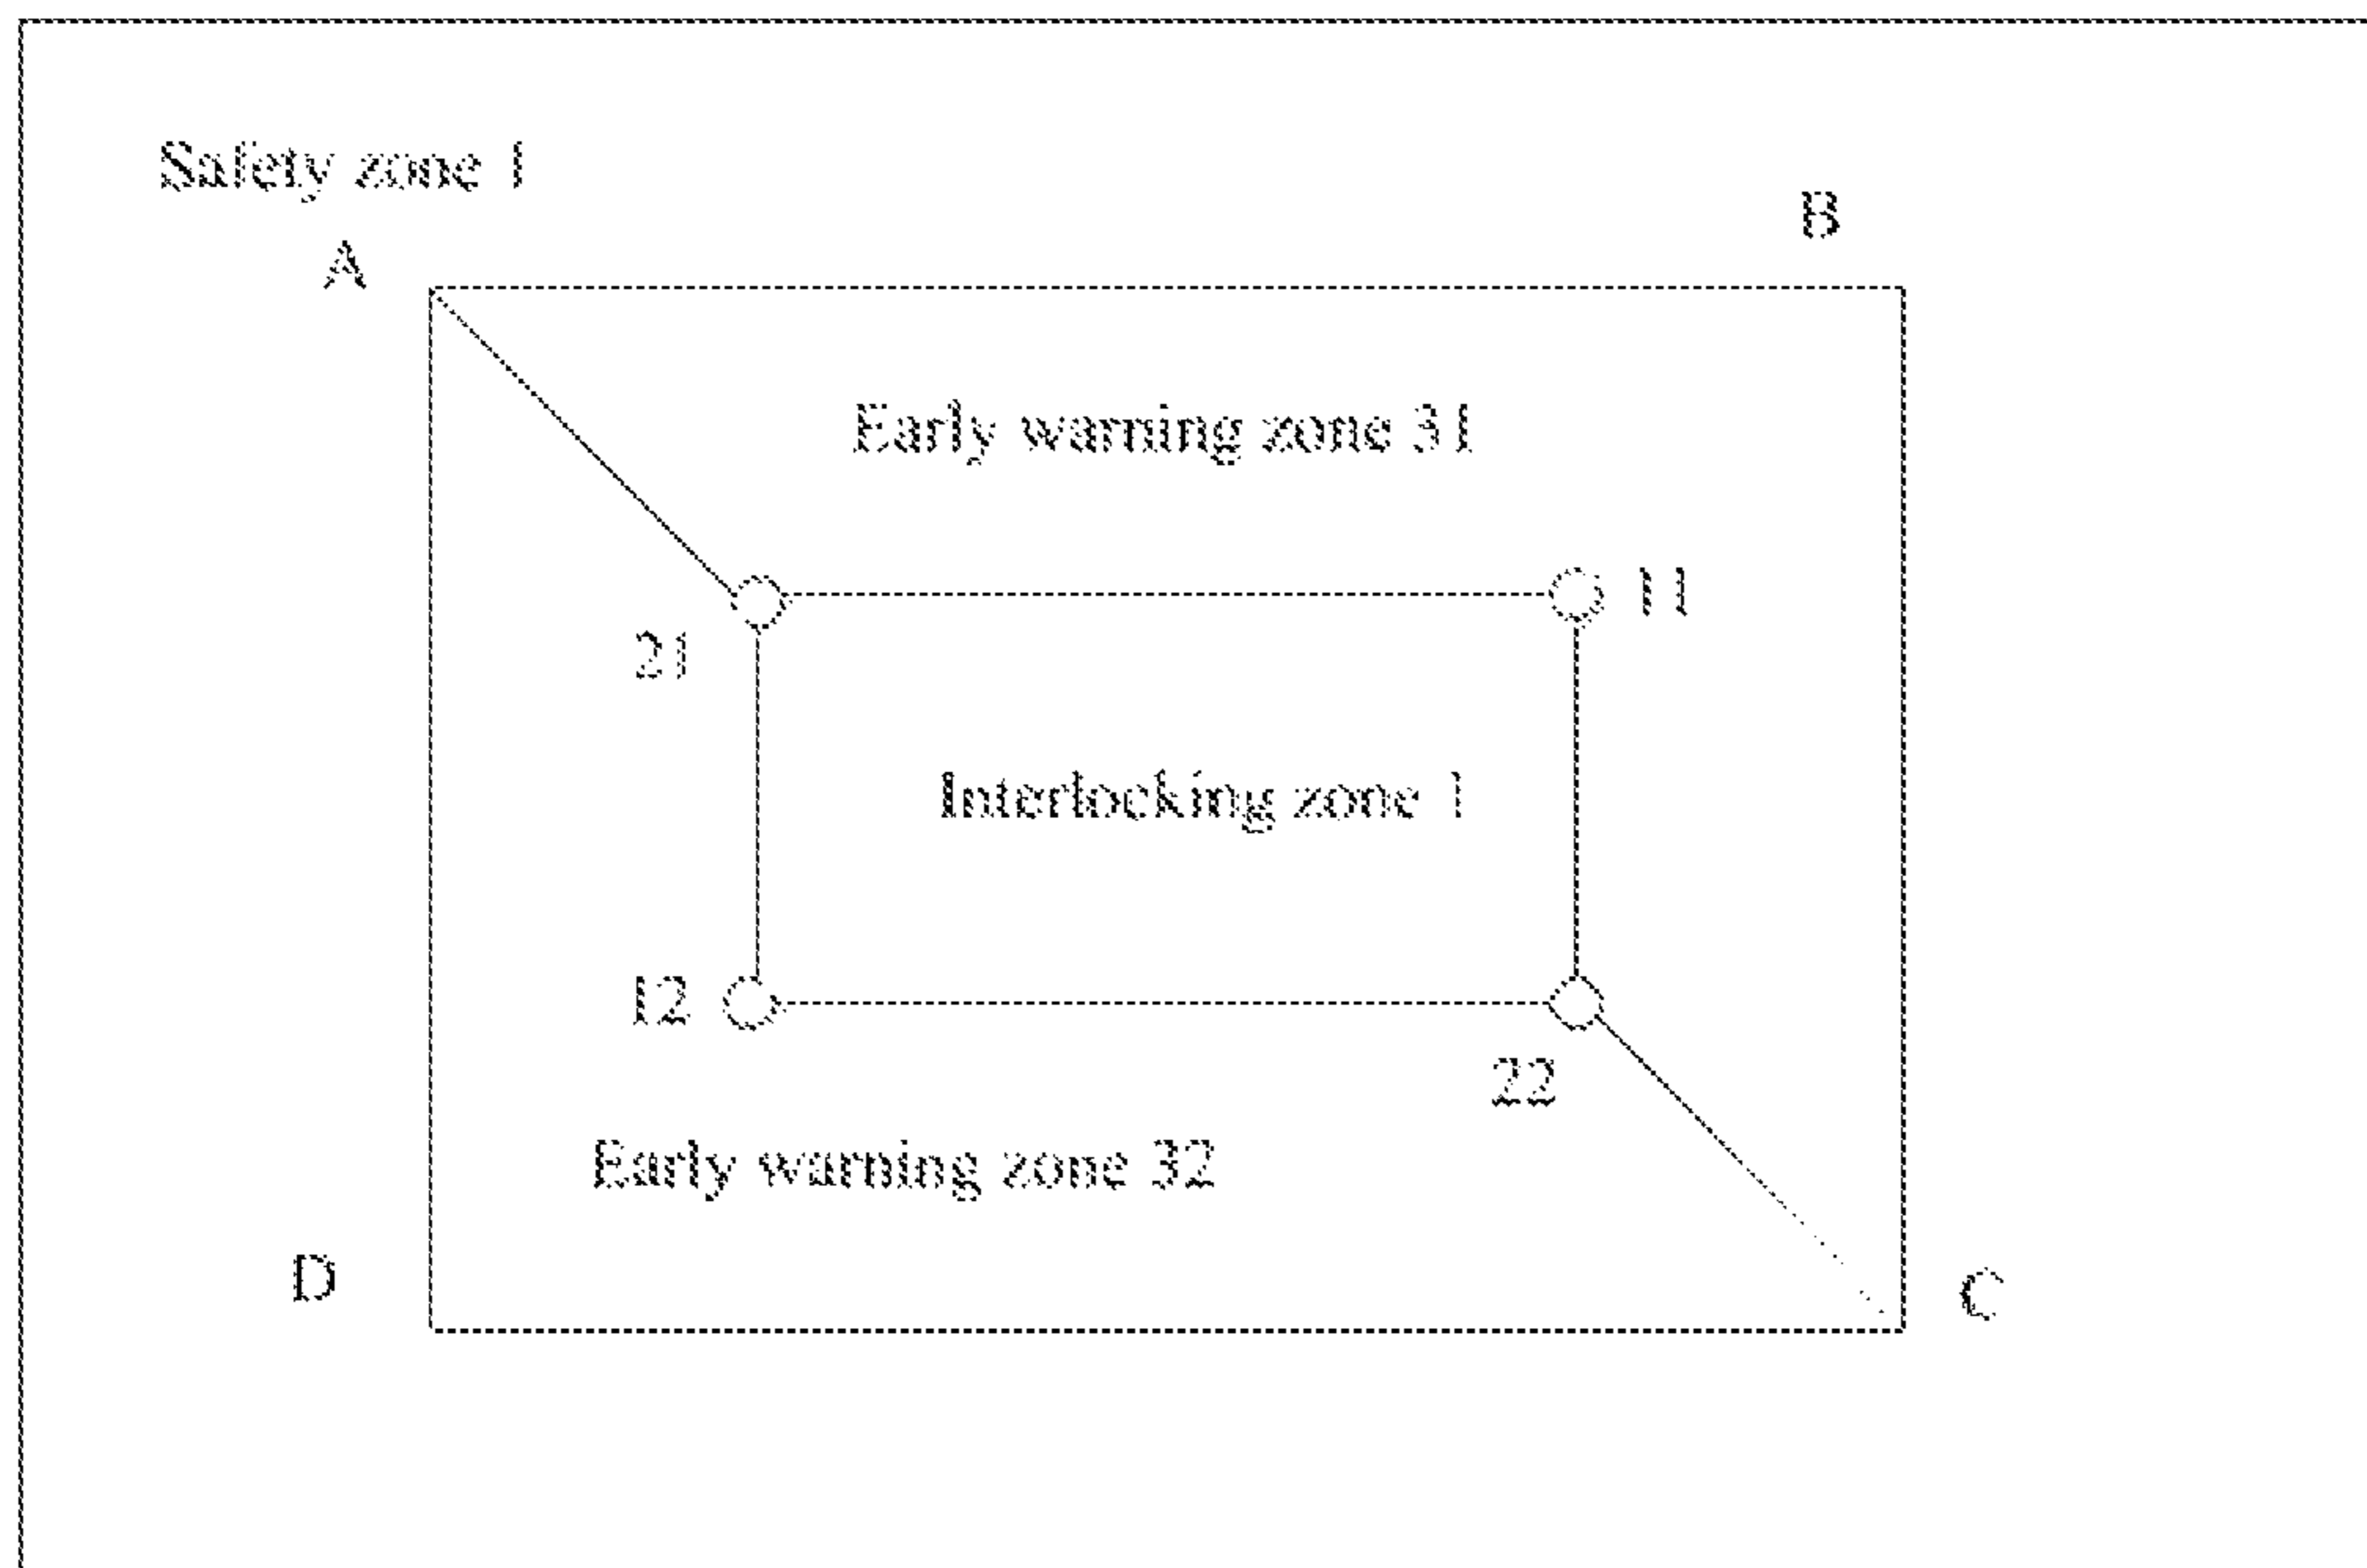 Safety zone 1
B
A
Early warning zone 31
11
21
Interlocking zone 1
12
22
Early warning zone 32
D
C